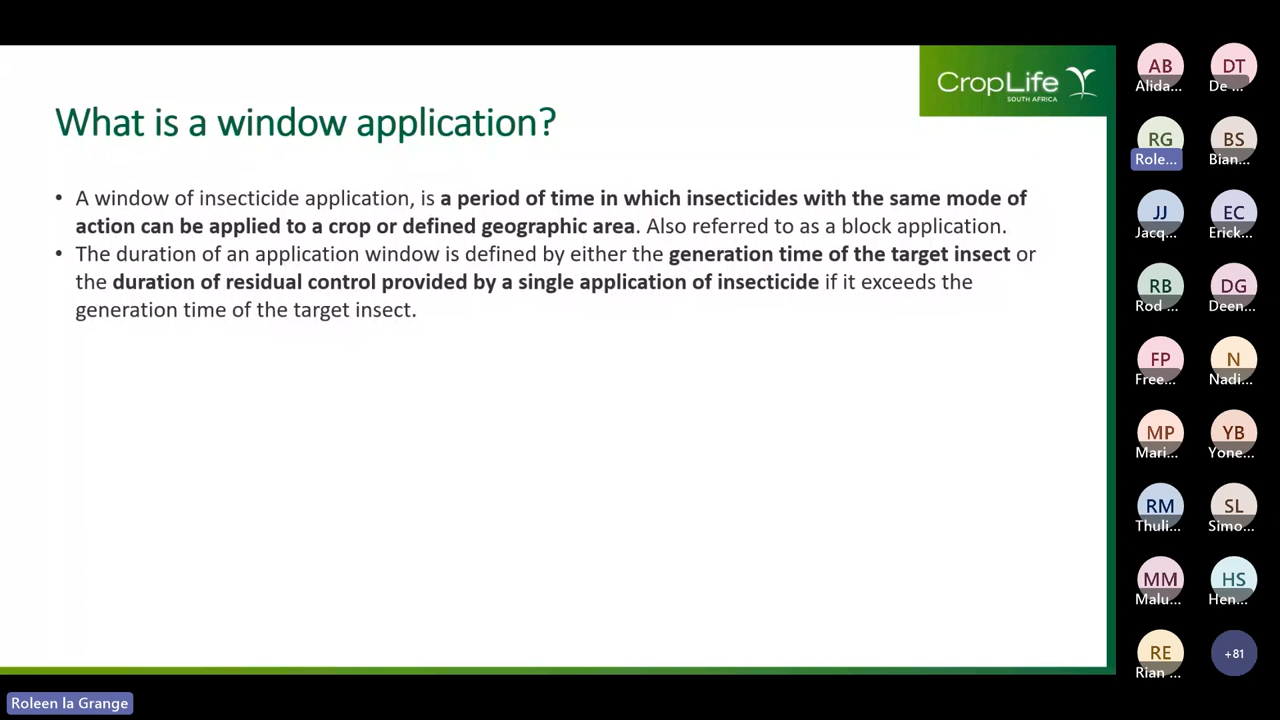 CropLife
SOUTH AFRICA
What is a window application?
• A window of insecticide application, is a period of time in which insecticides with the same mode of
action can be applied to a crop or defined geographic area. Also referred to as a block application.
• The duration of an application window is defined by either the generation time of the target insect or
the duration of residual control provided by a single application of insecticide if it exceeds the
generation time of the target insect.
AB
Alida...
DT
De ...
RG
Role...
BS
Bian...
JJ
Jacq...
EC
Erick...
RB
Rod ...
DG
Deen...
FP
Free...
N
Nadi...
MP
Mari...
YB
Yone...
RM
Thuli...
SL
Simo...
MM
Malu...
HS
Hen...
RE
Rian ...
+81
Roleen la Grange